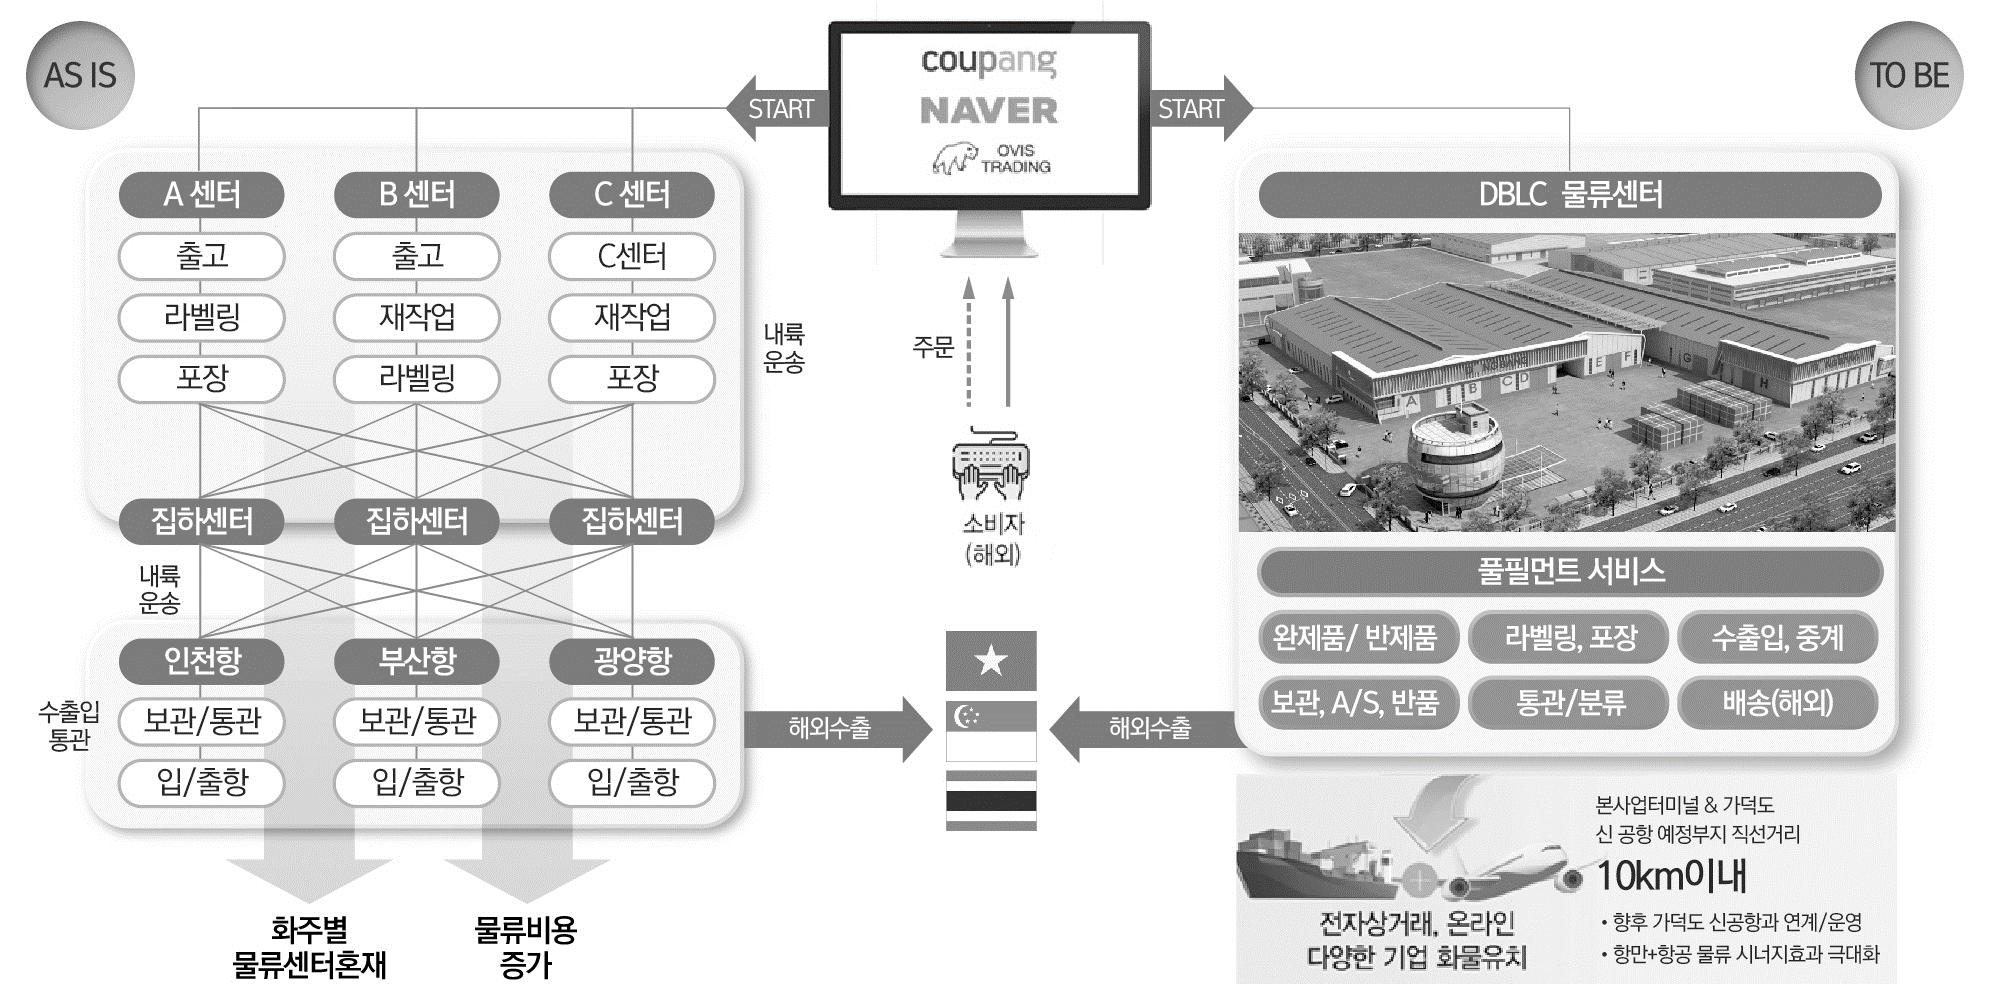 AS IS
TO BE
coupang
NAVER
OVIS
TRADING
START
START
A 센터
B 센터
C 센터
출고
출고
C센터
라벨링
재작업
재작업
포장
라벨링
포장
내륙
운송
집하센터
집하센터
집하센터
내륙
운송
인천항
부산항
광양항
수출입
통관
보관/통관
보관/통관
보관/통관
입/출항
입/출항
입/출항
화주별
물류센터혼재
물류비용
증가
주문
소비자
(해외)
해외수출
해외수출
DBLC 물류센터
A
B
C D
E
F
G
H
풀필먼트 서비스
완제품/ 반제품
라벨링, 포장
수출입, 중계
보관, A/S, 반품
통관/분류
배송(해외)
전자상거래, 온라인
다양한 기업 화물유치
본사업터미널 & 가덕도
신 공항 예정부지 직선거리
10km이내
• 향후 가덕도 신공항과 연계/운영
• 항만+항공 물류 시너지효과 극대화